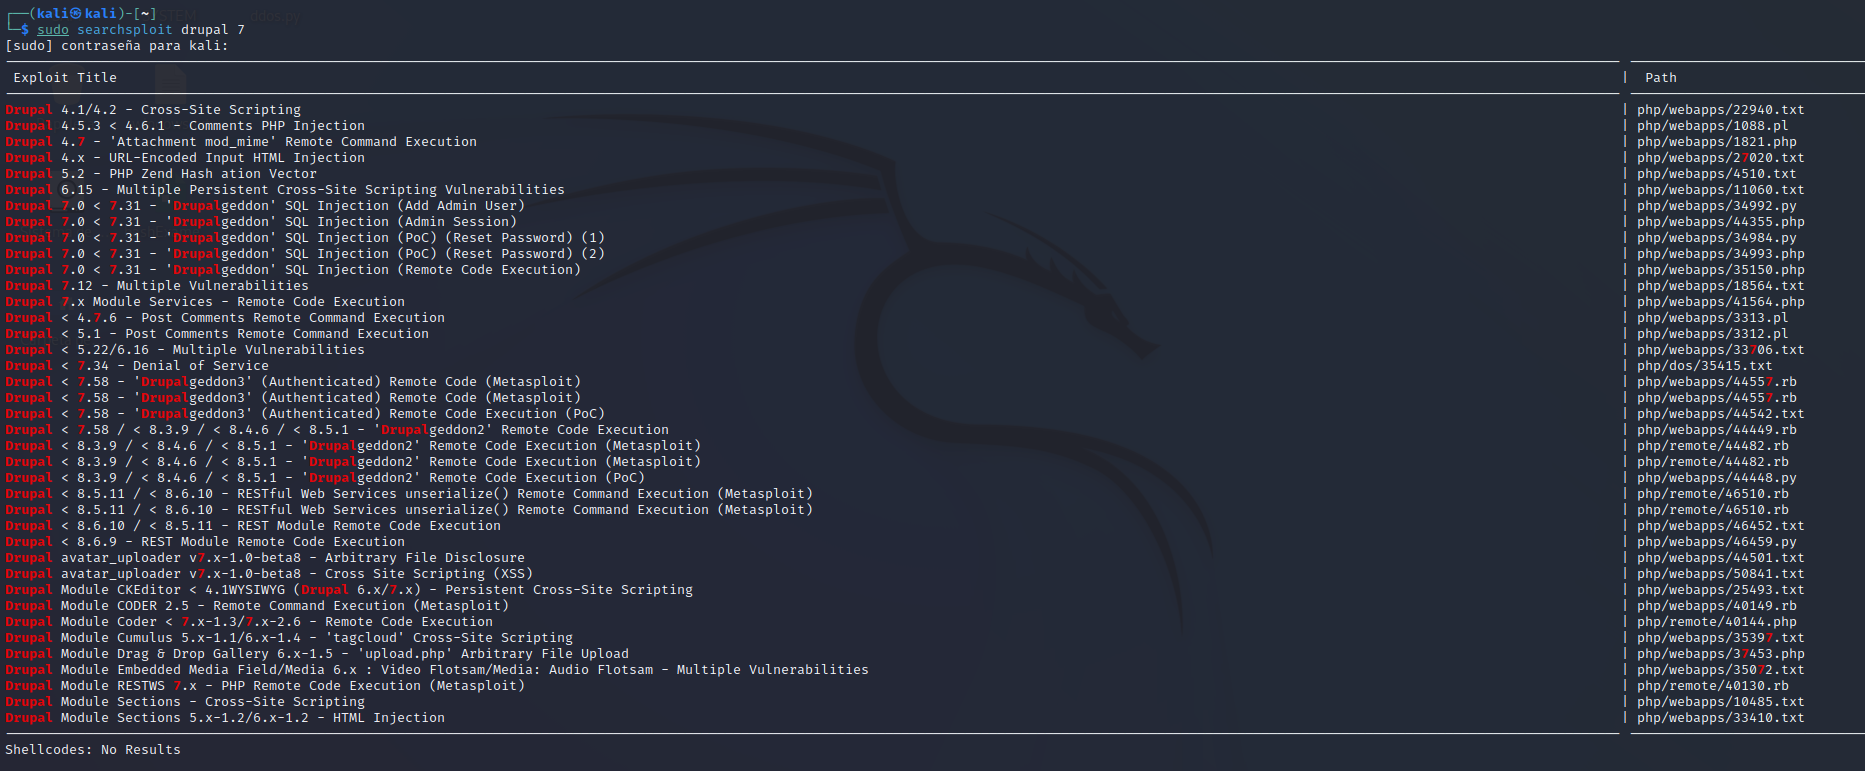 SYSTEM ddos.py
┌──(kali㉿kali)-[~]
└─$ sudo searchsploit drupal 7
[sudo] contraseña para kali:
Exploit Title | Path
Drupal 4.1/4.2 - Cross-Site Scripting | php/webapps/22940.txt
Drupal 4.5.3 < 4.6.1 - Comments PHP Injection | php/webapps/1088.pl
Drupal 4.7 - 'Attachment mod_mime' Remote Command Execution | php/webapps/1821.php
Drupal 4.x - URL-Encoded Input HTML Injection | php/webapps/27020.txt
Drupal 5.2 - PHP Zend Hash ation Vector | php/webapps/4510.txt
Drupal 6.15 - Multiple Persistent Cross-Site Scripting Vulnerabilities | php/webapps/11060.txt
Drupal 7.0 < 7.31 - 'Drupalgeddon' SQL Injection (Add Admin User) | php/webapps/34992.py
Drupal 7.0 < 7.31 - 'Drupalgeddon' SQL Injection (Admin Session) | php/webapps/44355.php
Drupal 7.0 < 7.31 - 'Drupalgeddon' SQL Injection (PoC) (Reset Password) (1) | php/webapps/34984.py
Drupal 7.0 < 7.31 - 'Drupalgeddon' SQL Injection (PoC) (Reset Password) (2) | php/webapps/34993.php
Drupal 7.0 < 7.31 - 'Drupalgeddon' SQL Injection (Remote Code Execution) | php/webapps/35150.php
Drupal 7.12 - Multiple Vulnerabilities | php/webapps/18564.txt
Drupal 7.x Module Services - Remote Code Execution | php/webapps/41564.php
Drupal < 4.7.6 - Post Comments Remote Command Execution | php/webapps/3313.pl
Drupal < 5.1 - Post Comments Remote Command Execution | php/webapps/3312.pl
Drupal < 5.22/6.16 - Multiple Vulnerabilities | php/webapps/33706.txt
Drupal < 7.34 - Denial of Service | php/dos/35415.txt
Drupal < 7.58 - 'Drupalgeddon3' (Authenticated) Remote Code (Metasploit) | php/webapps/44557.rb
Drupal < 7.58 - 'Drupalgeddon3' (Authenticated) Remote Code (Metasploit) | php/webapps/44557.rb
Drupal < 7.58 - 'Drupalgeddon3' (Authenticated) Remote Code Execution (PoC) | php/webapps/44542.txt
Drupal < 7.58 / < 8.3.9 / < 8.4.6 / < 8.5.1 - 'Drupalgeddon2' Remote Code Execution | php/webapps/44449.rb
Drupal < 8.3.9 / < 8.4.6 / < 8.5.1 - 'Drupalgeddon2' Remote Code Execution (Metasploit) | php/remote/44482.rb
Drupal < 8.3.9 / < 8.4.6 / < 8.5.1 - 'Drupalgeddon2' Remote Code Execution (Metasploit) | php/remote/44482.rb
Drupal < 8.3.9 / < 8.4.6 / < 8.5.1 - 'Drupalgeddon2' Remote Code Execution (PoC) | php/webapps/44448.py
Drupal < 8.5.11 / < 8.6.10 - RESTful Web Services unserialize() Remote Command Execution (Metasploit) | php/remote/46510.rb
Drupal < 8.5.11 / < 8.6.10 - RESTful Web Services unserialize() Remote Command Execution (Metasploit) | php/remote/46510.rb
Drupal < 8.6.10 / < 8.5.11 - REST Module Remote Code Execution | php/webapps/46452.txt
Drupal < 8.6.9 - REST Module Remote Code Execution | php/webapps/46459.py
Drupal avatar_uploader v7.x-1.0-beta8 - Arbitrary File Disclosure | php/webapps/44501.txt
Drupal avatar_uploader v7.x-1.0-beta8 - Cross Site Scripting (XSS) | php/webapps/50841.txt
Drupal Module CKEditor < 4.1WYSIWYG (Drupal 6.x/7.x) - Persistent Cross-Site Scripting | php/webapps/25493.txt
Drupal Module CODER 2.5 - Remote Command Execution (Metasploit) | php/webapps/40149.rb
Drupal Module Coder < 7.x-1.3/7.x-2.6 - Remote Code Execution | php/remote/40144.php
Drupal Module Cumulus 5.x-1.1/6.x-1.4 - 'tagcloud' Cross-Site Scripting | php/webapps/35397.txt
Drupal Module Drag & Drop Gallery 6.x-1.5 - 'upload.php' Arbitrary File Upload | php/webapps/37453.php
Drupal Module Embedded Media Field/Media 6.x : Video Flotsam/Media: Audio Flotsam - Multiple Vulnerabilities | php/webapps/35072.txt
Drupal Module RESTWS 7.x - PHP Remote Code Execution (Metasploit) | php/remote/40130.rb
Drupal Module Sections - Cross-Site Scripting | php/webapps/10485.txt
Drupal Module Sections 5.x-1.2/6.x-1.2 - HTML Injection | php/webapps/33410.txt
Shellcodes: No Results